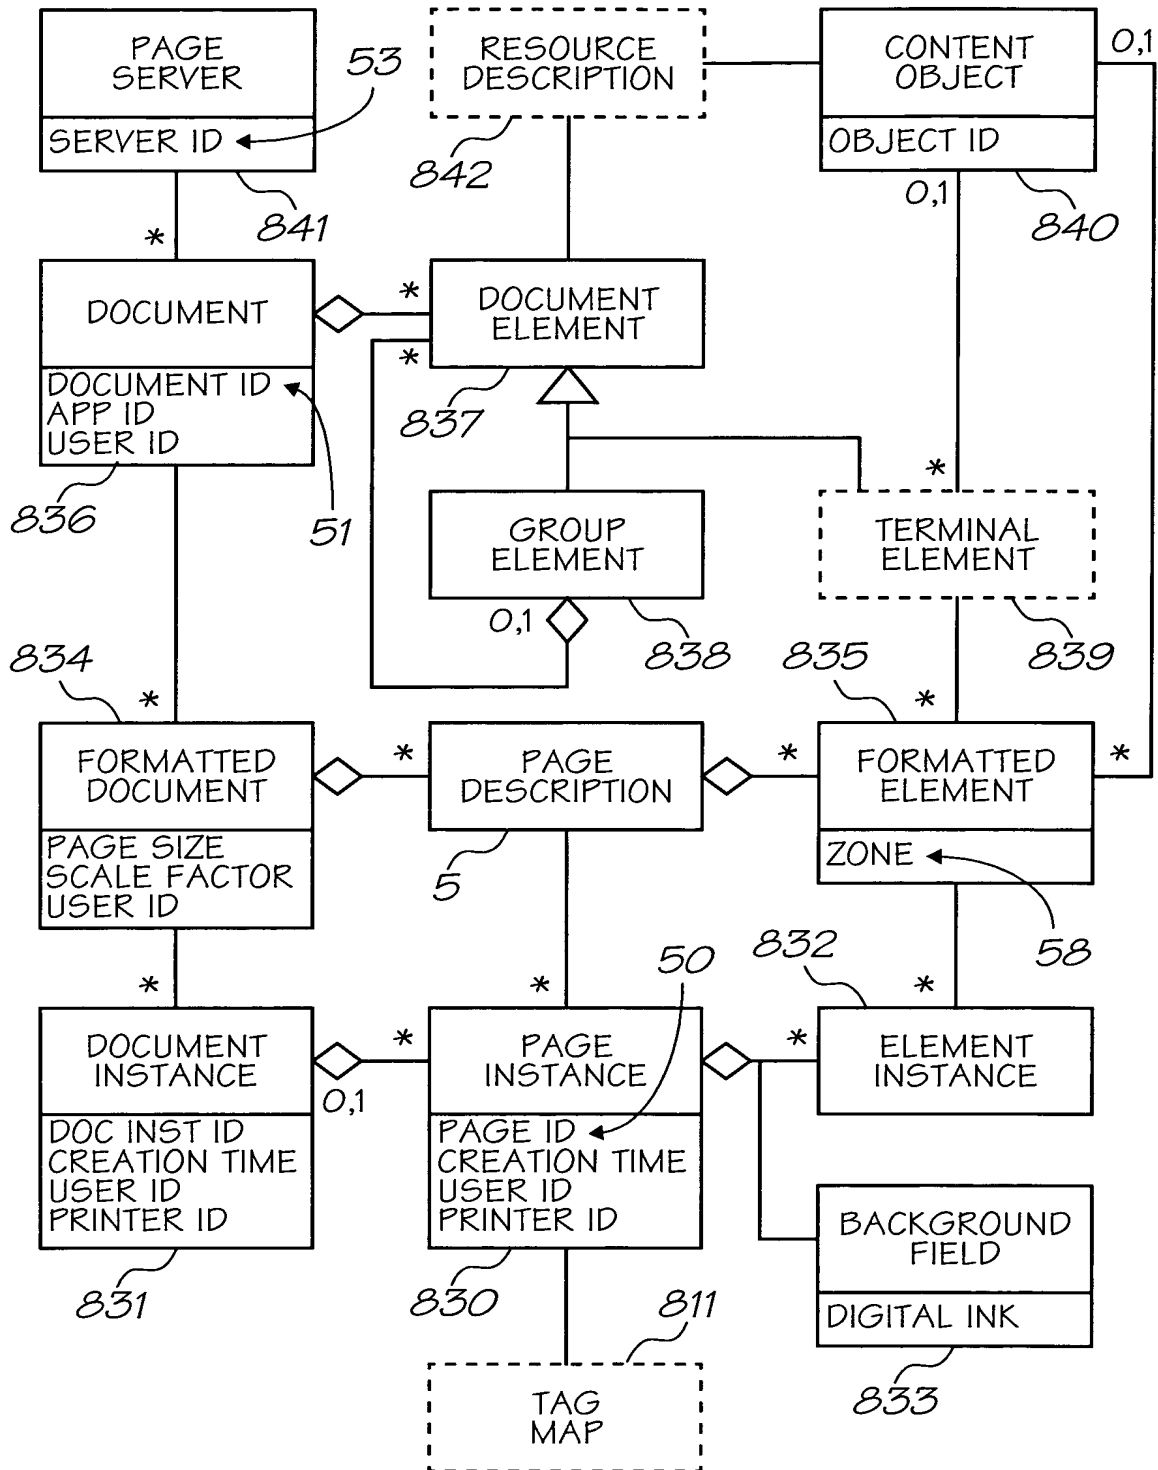 PAGE
SERVER
SERVER ID
53
841
RESOURCE
DESCRIPTION
842
CONTENT
OBJECT
OBJECT ID
0,1
0,1
840
*
DOCUMENT
DOCUMENT ID
APP ID
USER ID
836
51
*
*
DOCUMENT
ELEMENT
837
GROUP
ELEMENT
0,1
838
*
TERMINAL
ELEMENT
839
834
*
FORMATTED
DOCUMENT
PAGE SIZE
SCALE FACTOR
USER ID
*
PAGE
DESCRIPTION
5
835
*
*
*
FORMATTED
ELEMENT
ZONE
58
*
DOCUMENT
INSTANCE
0,1
DOC INST ID
CREATION TIME
USER ID
PRINTER ID
831
*
*
50
PAGE
INSTANCE
PAGE ID
CREATION TIME
USER ID
PRINTER ID
830
832
*
*
ELEMENT
INSTANCE
BACKGROUND
FIELD
DIGITAL INK
833
811
TAG
MAP